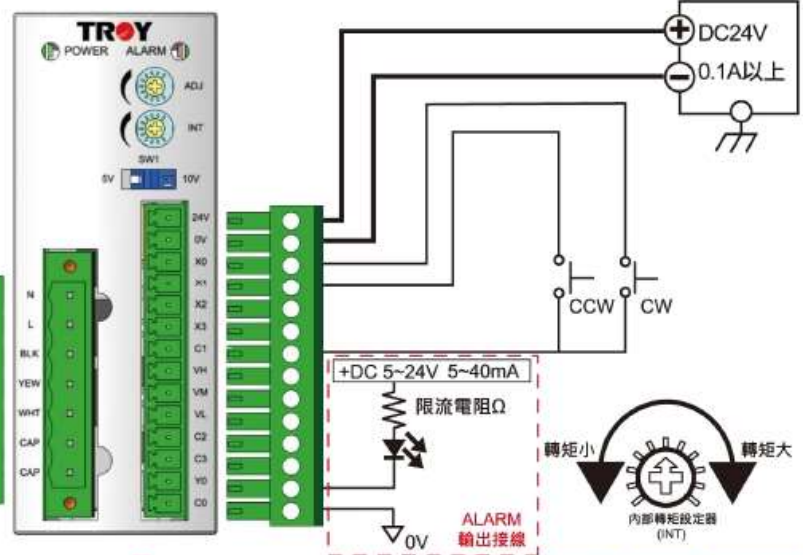 TROY
POWER ALARM
ADJ
INT
SW1
5V 10V
24V
0V
X0
X1
X2
X3
C1
VH
VM
VL
C2
C3
Y0
C0
N
L
BLK
YEW
WHT
CAP
CAP
DC24V
0.1A以上
CCW CW
+DC 5~24V 5~40mA
限流電阻Ω
ALARM
輸出接線
0V
轉矩小 轉矩大
內部轉矩設定器
(INT)